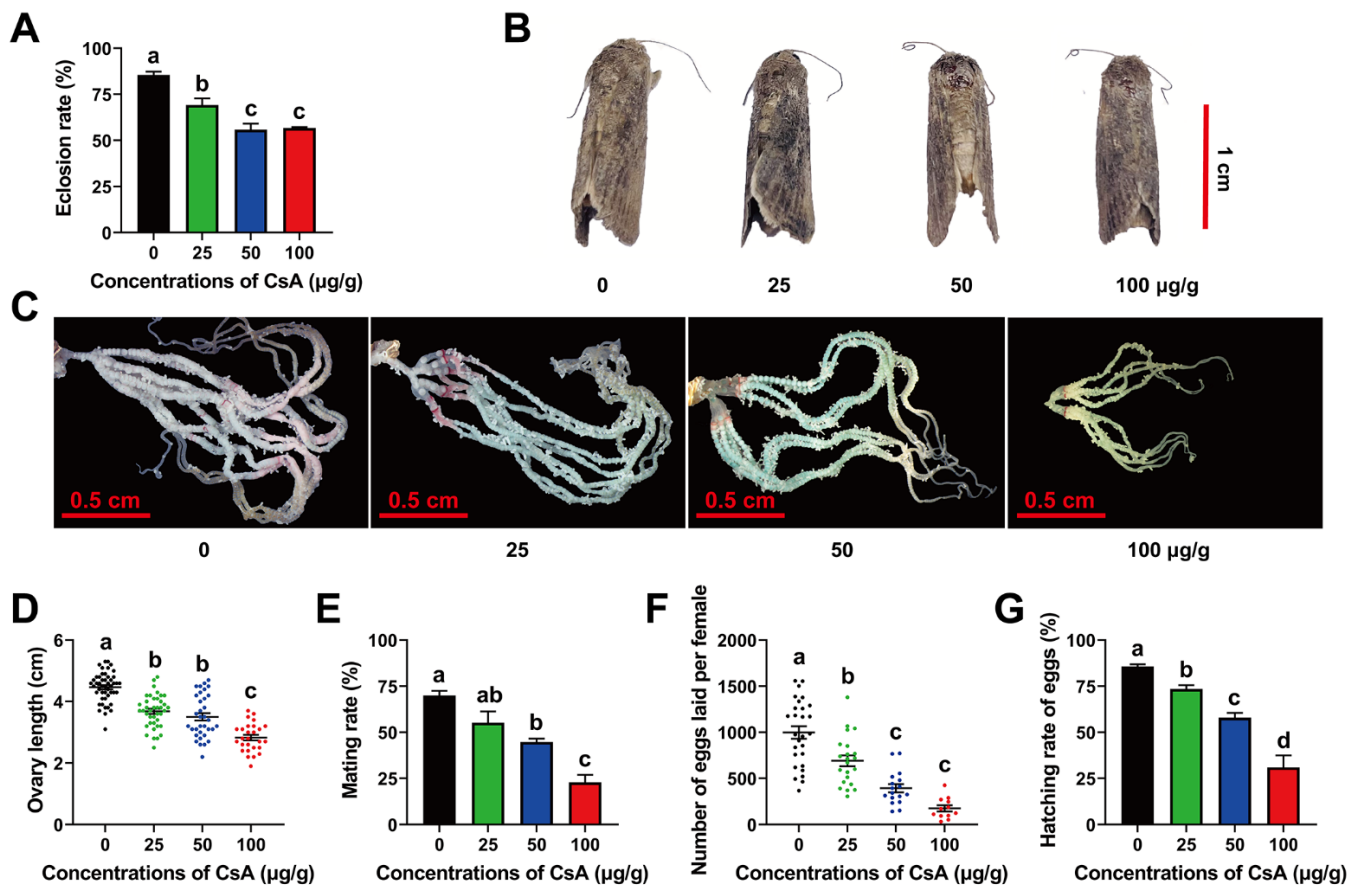 A
Eclosion rate (%)
100
75
50
25
0
a
b
c
c
0 25 50 100
Concentrations of CsA (µg/g)
B
1 cm
0 25 50 100 µg/g
C
0.5 cm 0.5 cm 0.5 cm 0.5 cm
0 25 50 100 µg/g
D
Ovary length (cm)
6
4
2
0
a
b
b
c
0 25 50 100
Concentrations of CsA (µg/g)
E
Mating rate (%)
100
75
50
25
0
a
ab
b
c
0 25 50 100
Concentrations of CsA (µg/g)
F
Number of eggs laid per female
2000
1500
1000
500
0
a
b
c
c
0 25 50 100
Concentrations of CsA (µg/g)
G
Hatching rate of eggs (%)
100
75
50
25
0
a
b
c
d
0 25 50 100
Concentrations of CsA (µg/g)